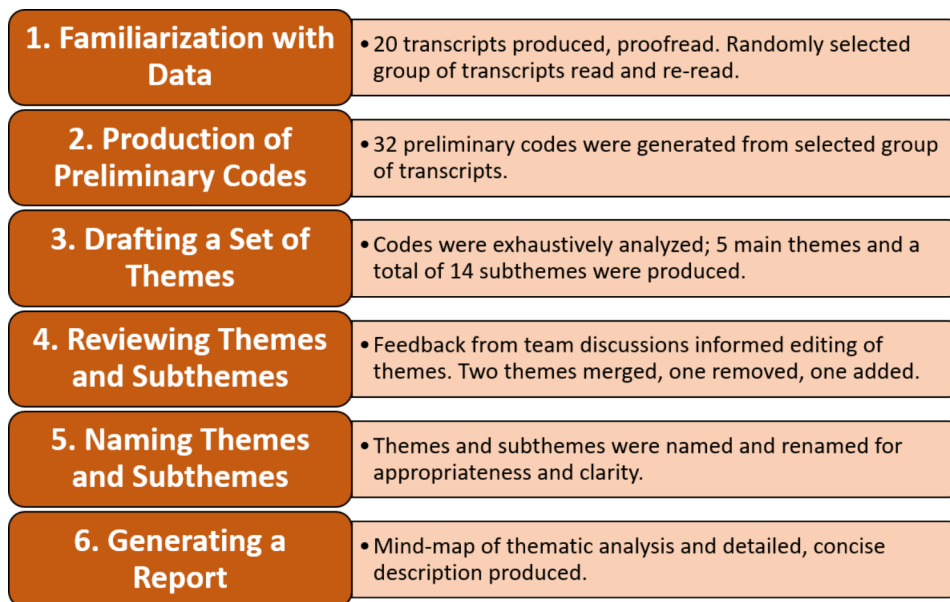 1. Familiarization with
Data
• 20 transcripts produced, proofread. Randomly selected
group of transcripts read and re-read.
2. Production of
Preliminary Codes
• 32 preliminary codes were generated from selected group
of transcripts.
3. Drafting a Set of
Themes
• Codes were exhaustively analyzed; 5 main themes and a
total of 14 subthemes were produced.
4. Reviewing Themes
and Subthemes
• Feedback from team discussions informed editing of
themes. Two themes merged, one removed, one added.
5. Naming Themes
and Subthemes
• Themes and subthemes were named and renamed for
appropriateness and clarity.
6. Generating a
Report
• Mind-map of thematic analysis and detailed, concise
description produced.